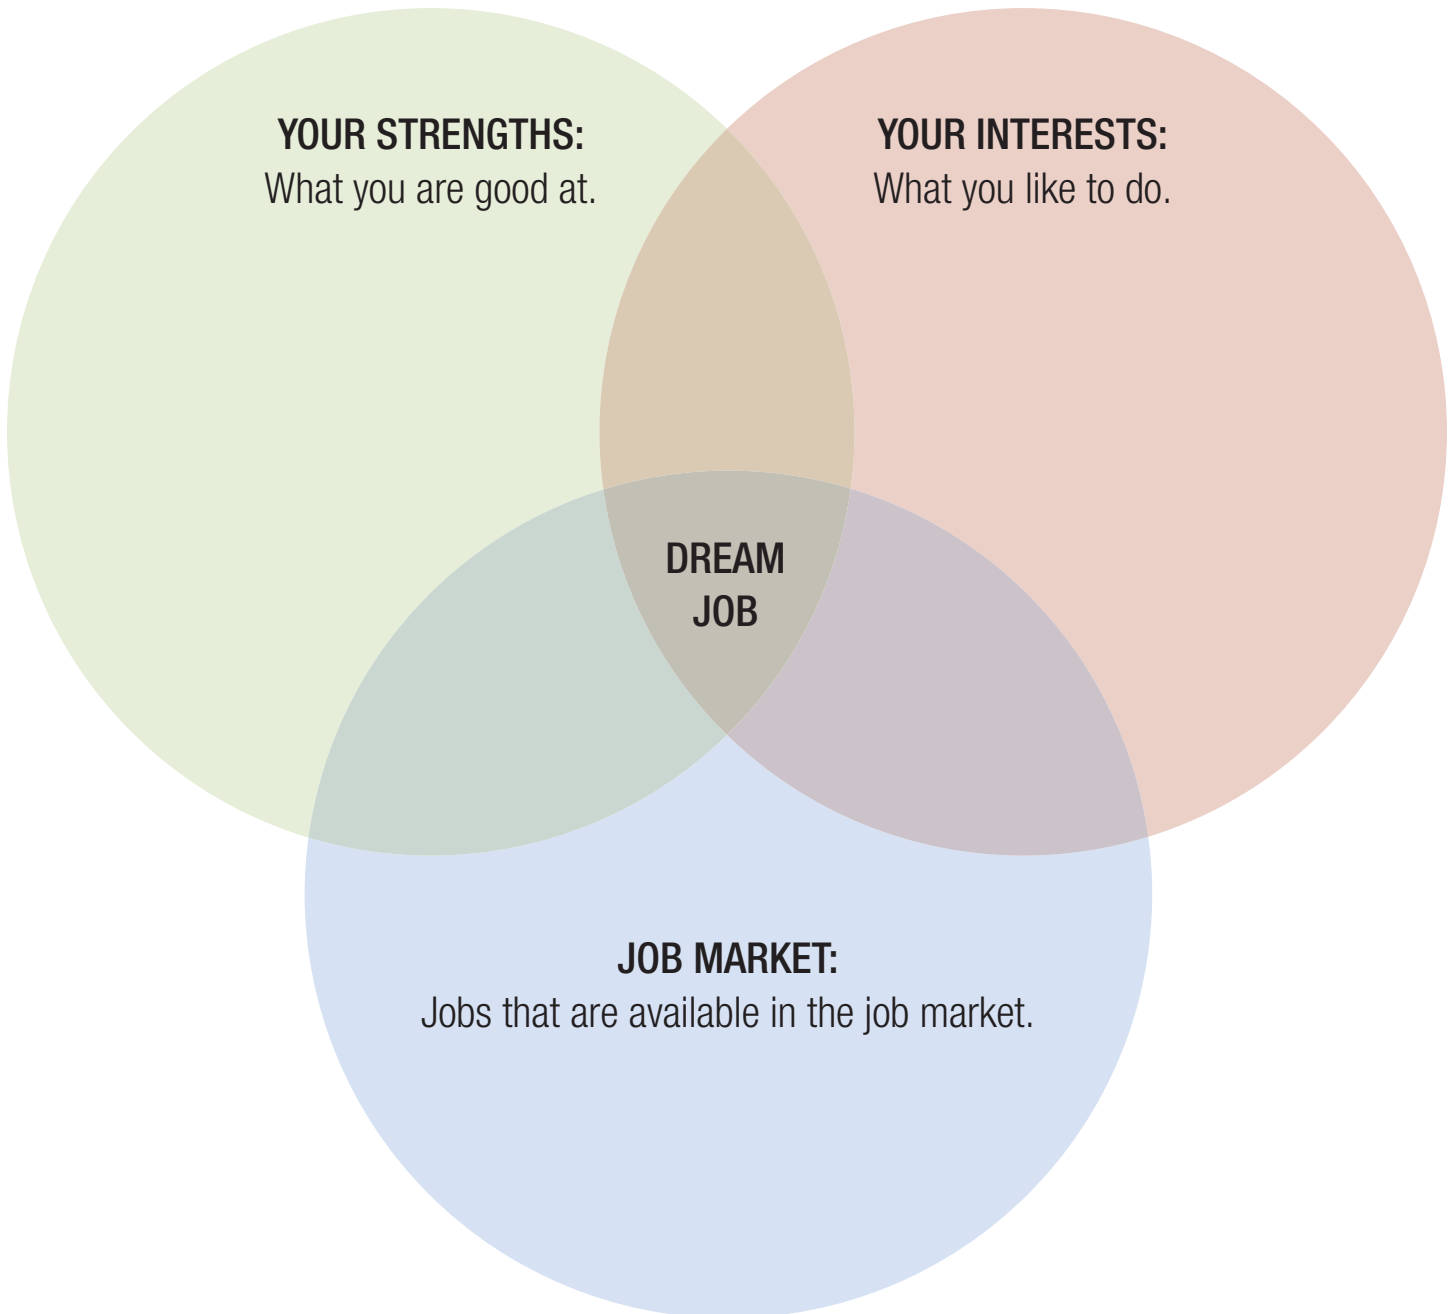 YOUR STRENGTHS:
What you are good at.
YOUR INTERESTS:
What you like to do.
DREAM
JOB
JOB MARKET:
Jobs that are available in the job market.